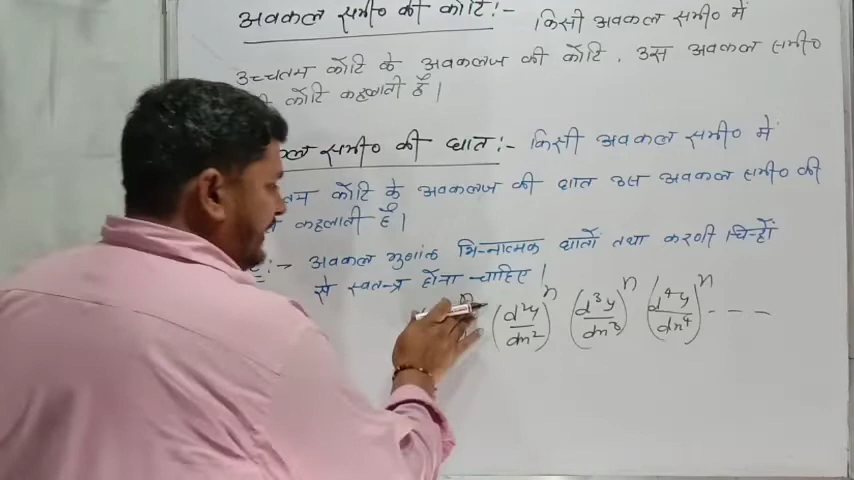 अवकल समी० की कोटि:- किसी अवकल समी० में
उच्चतम कोटि के अवकलज की कोटि, उस अवकल समी०
कोटि कहलाती है।
समी० की घात:- किसी अवकल समी० में
तम कोटि के अवकलज की घात उस अवकल समी० की
कहलाती है।
:→ अवकल गुणांक भिन्नात्मक घातों तथा करणी चिन्हों
से स्वतन्त्र होना चाहिए।
n (d²y/dx²)ⁿ (d³y/dx³)ⁿ (d⁴y/dx⁴)ⁿ - - -